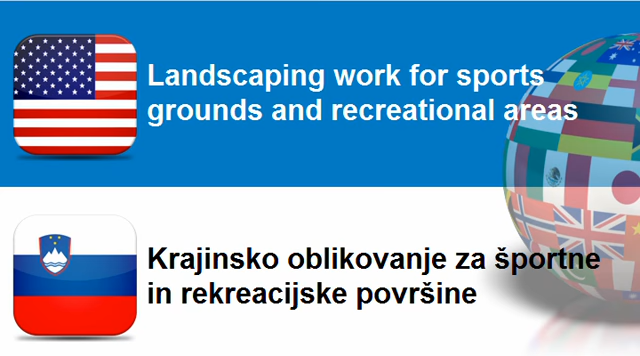 Landscaping work for sports
grounds and recreational areas
Krajinsko oblikovanje za športne
in rekreacijske površine